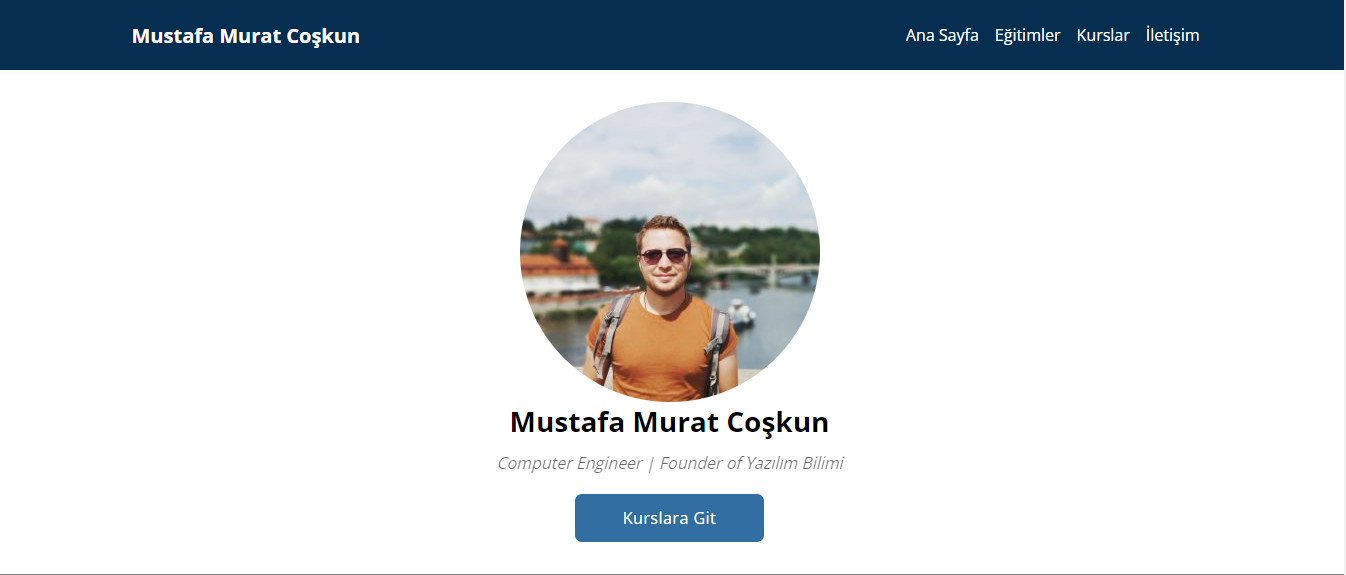 Mustafa Murat Coşkun
Ana Sayfa Eğitimler Kurslar İletişim
Mustafa Murat Coşkun
Computer Engineer | Founder of Yazılım Bilimi
Kurslara Git